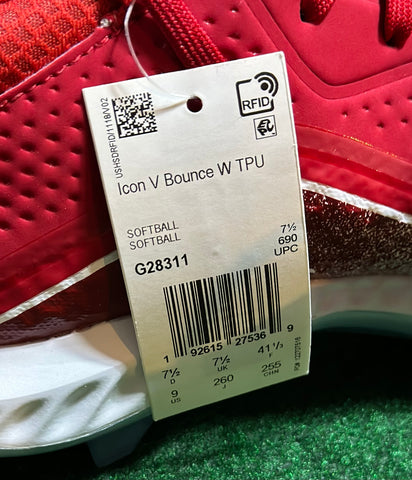 USHSDRFID/1118/V02
RFID
Icon V Bounce W TPU
SOFTBALL
SOFTBALL
7½
690
UPC
G28311
1 92615 27536 9
7½ 7½ 41⅓
D UK F
9 260 255
US J CHN